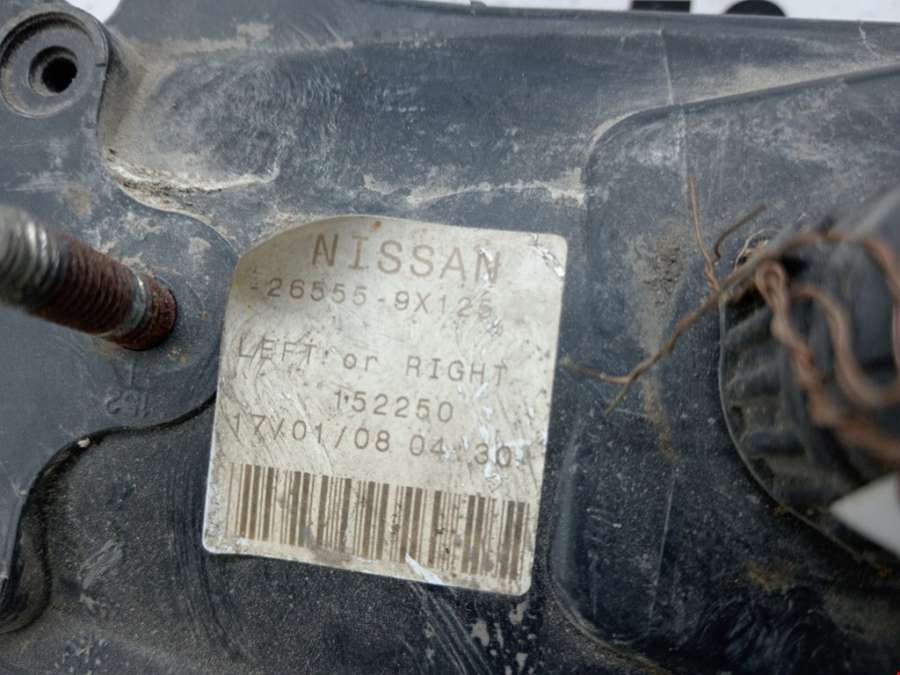 NISSAN
26555-9X125
LEFT or RIGHT
152250
17/01/08 04:30